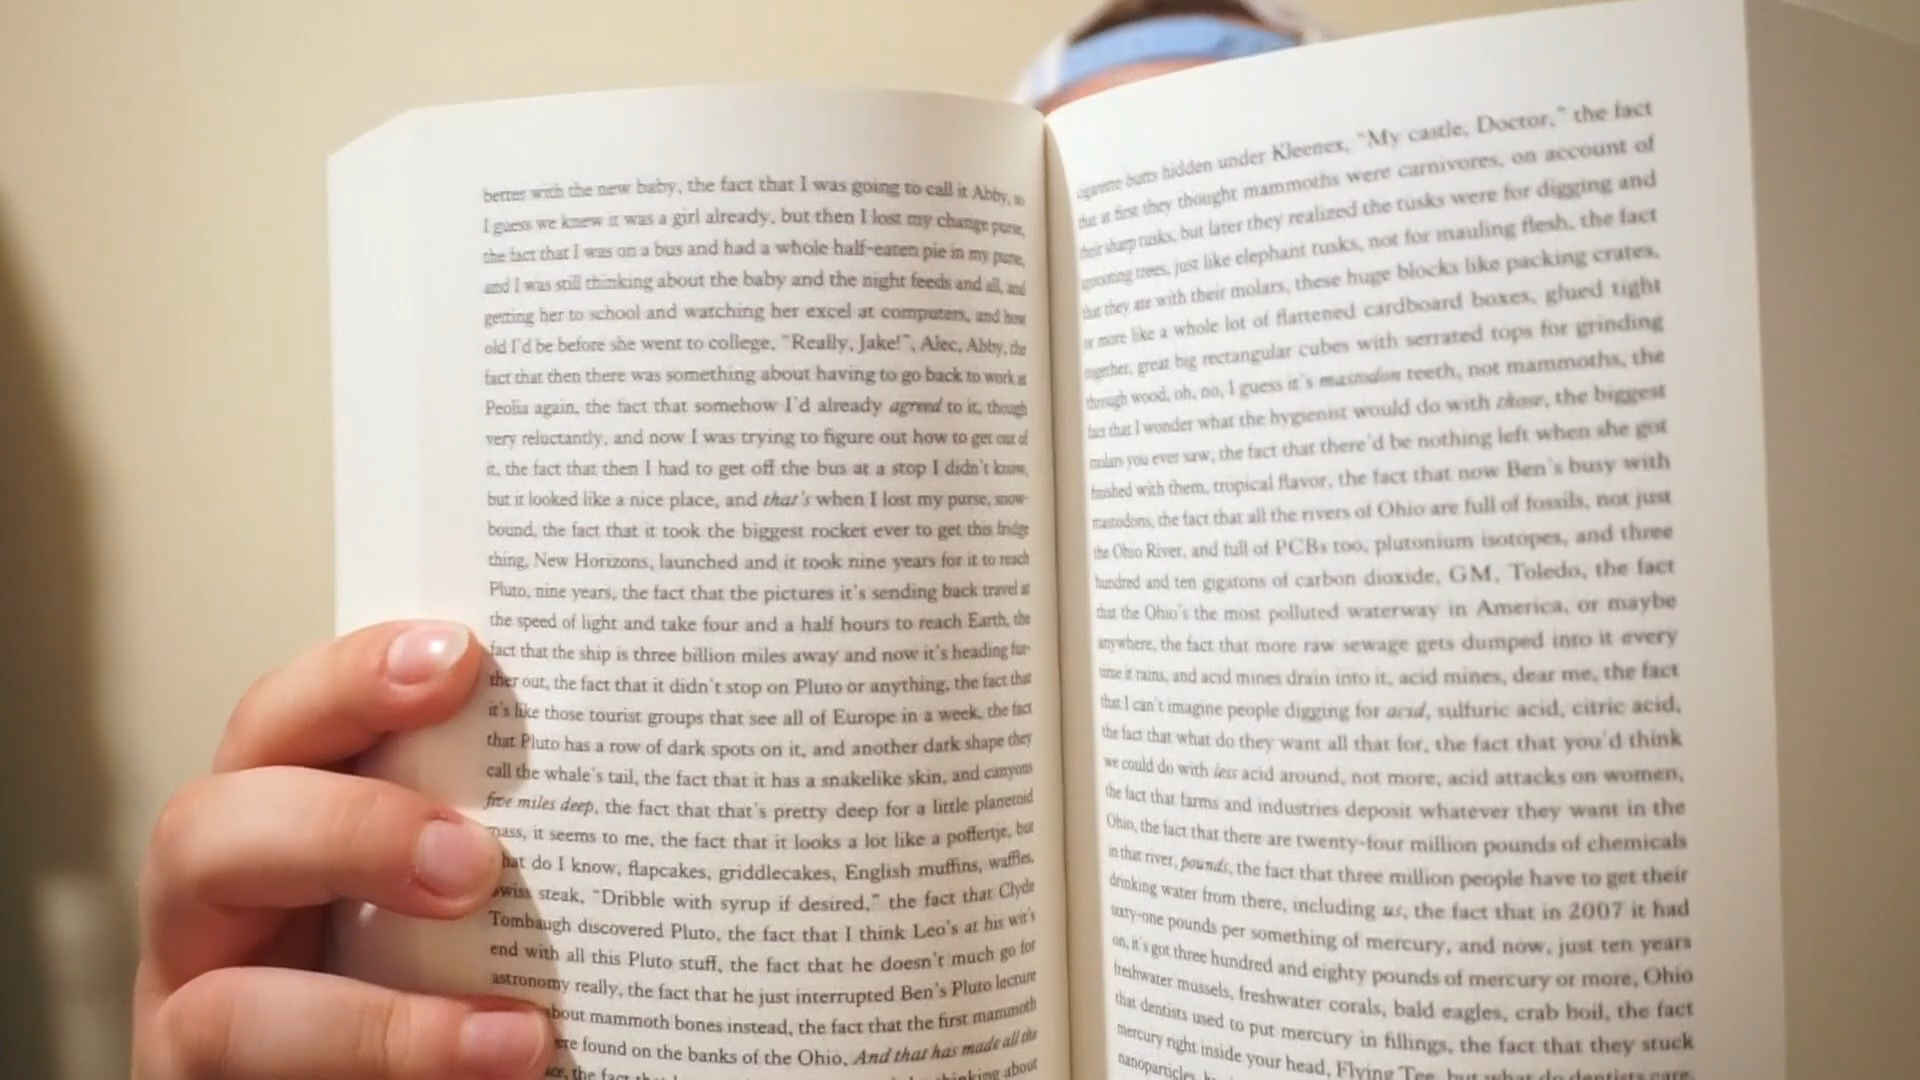 better with the new baby, the fact that I was going to call it Abby, so
I guess we knew it was a girl already, but then I lost my change purse,
the fact that I was on a bus and had a whole half-eaten pie in my purse,
and I was still thinking about the baby and the night feeds and all, and
getting her to school and watching her excel at computers, and how
old I'd be before she went to college, "Really, Jake!", Alec, Abby, the
fact that then there was something about having to go back to work at
Peolia again, the fact that somehow I'd already agreed to it, though
very reluctantly, and now I was trying to figure out how to get out of
it, the fact that then I had to get off the bus at a stop I didn't know,
but it looked like a nice place, and that's when I lost my purse, snow-
bound, the fact that it took the biggest rocket ever to get this fridge
thing, New Horizons, launched and it took nine years for it to reach
Pluto, nine years, the fact that the pictures it's sending back travel at
the speed of light and take four and a half hours to reach Earth, the
fact that the ship is three billion miles away and now it's heading fur-
ther out, the fact that it didn't stop on Pluto or anything, the fact that
it's like those tourist groups that see all of Europe in a week, the fact
that Pluto has a row of dark spots on it, and another dark shape they
call the whale's tail, the fact that it has a snakelike skin, and canyons
five miles deep, the fact that that's pretty deep for a little planetoid
mass, it seems to me, the fact that it looks a lot like a poffertje, but
hat do I know, flapcakes, griddlecakes, English muffins, waffles,
swiss steak, "Dribble with syrup if desired," the fact that Clyde
Tombaugh discovered Pluto, the fact that I think Leo's at his wit's
end with all this Pluto stuff, the fact that he doesn't much go for
astronomy really, the fact that he just interrupted Ben's Pluto lecture
about mammoth bones instead, the fact that the first mammoth
ere found on the banks of the Ohio, And that has made all the
the fact thinking about
cigarette butts hidden under Kleenex, "My castle, Doctor," the fact
that at first they thought mammoths were carnivores, on account of
their sharp tusks, but later they realized the tusks were for digging and
uprooting trees, just like elephant tusks, not for mauling flesh, the fact
that they ate with their molars, these huge blocks like packing crates,
or more like a whole lot of flattened cardboard boxes, glued tight
together, great big rectangular cubes with serrated tops for grinding
through wood, oh, no, I guess it's mastodon teeth, not mammoths, the
fact that I wonder what the hygienist would do with those, the biggest
molars you ever saw, the fact that there'd be nothing left when she got
finished with them, tropical flavor, the fact that now Ben's busy with
mastodons, the fact that all the rivers of Ohio are full of fossils, not just
the Ohio River, and full of PCBs too, plutonium isotopes, and three
hundred and ten gigatons of carbon dioxide, GM, Toledo, the fact
that the Ohio's the most polluted waterway in America, or maybe
anywhere, the fact that more raw sewage gets dumped into it every
time it rains, and acid mines drain into it, acid mines, dear me, the fact
that I can't imagine people digging for acid, sulfuric acid, citric acid,
the fact that what do they want all that for, the fact that you'd think
we could do with less acid around, not more, acid attacks on women,
the fact that farms and industries deposit whatever they want in the
Ohio, the fact that there are twenty-four million pounds of chemicals
in that river, pounds, the fact that three million people have to get their
drinking water from there, including us, the fact that in 2007 it had
sixty-one pounds per something of mercury, and now, just ten years
on, it's got three hundred and eighty pounds of mercury or more, Ohio
freshwater mussels, freshwater corals, bald eagles, crab boil, the fact
that dentists used to put mercury in fillings, the fact that they stuck
mercury right inside your head, Flying Tee, but what do dentists care,
nanoparticles,